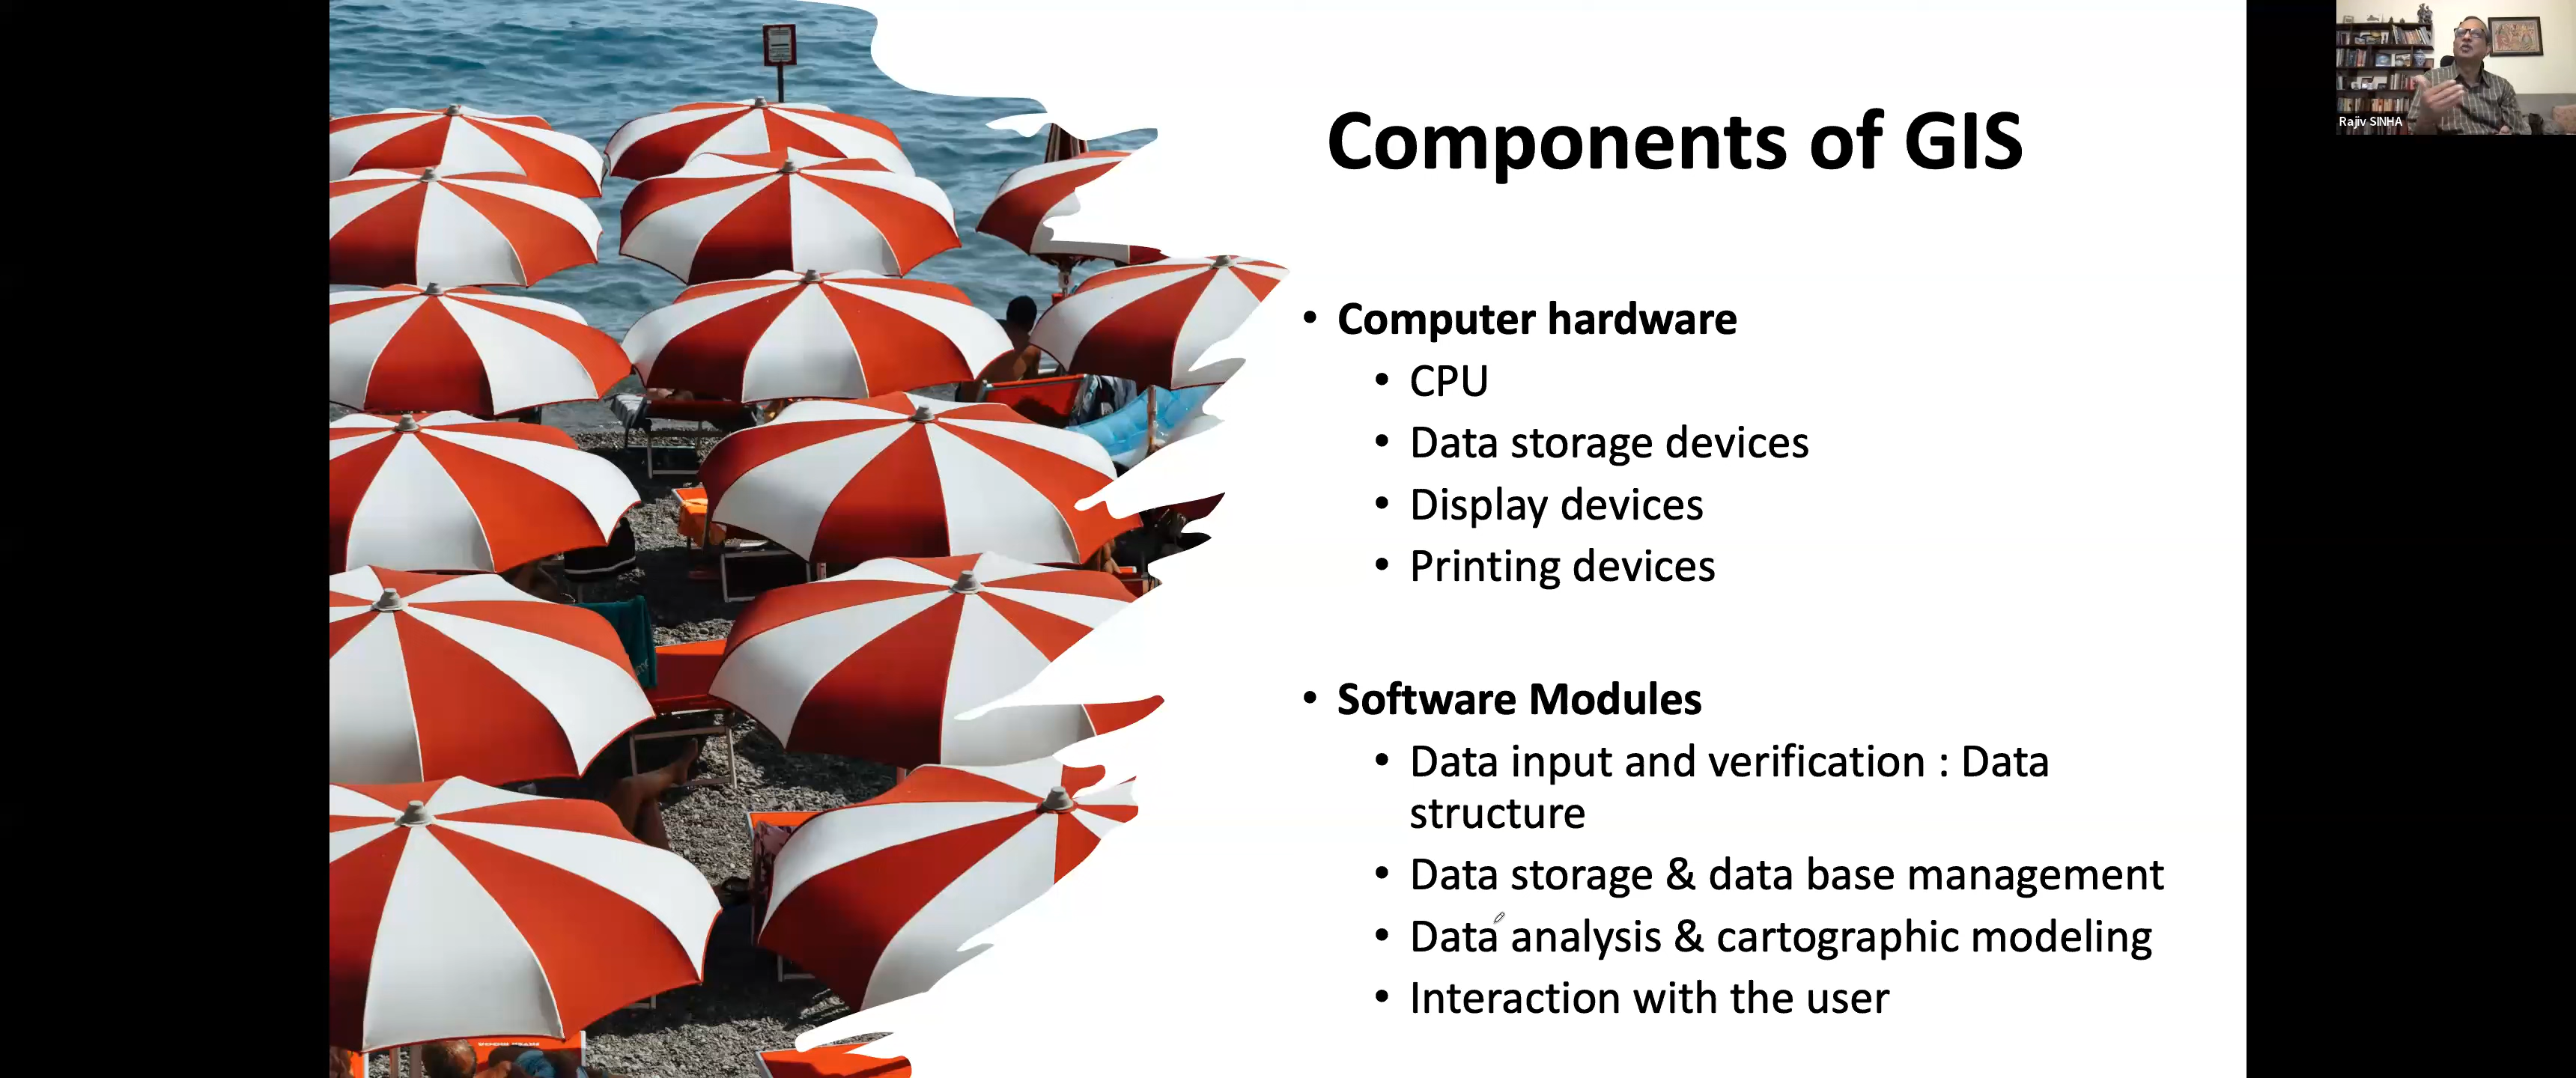 Components of GIS
• Computer hardware
• CPU
• Data storage devices
• Display devices
• Printing devices
• Software Modules
• Data input and verification : Data
structure
• Data storage & data base management
• Data analysis & cartographic modeling
• Interaction with the user
Rajiv SINHA